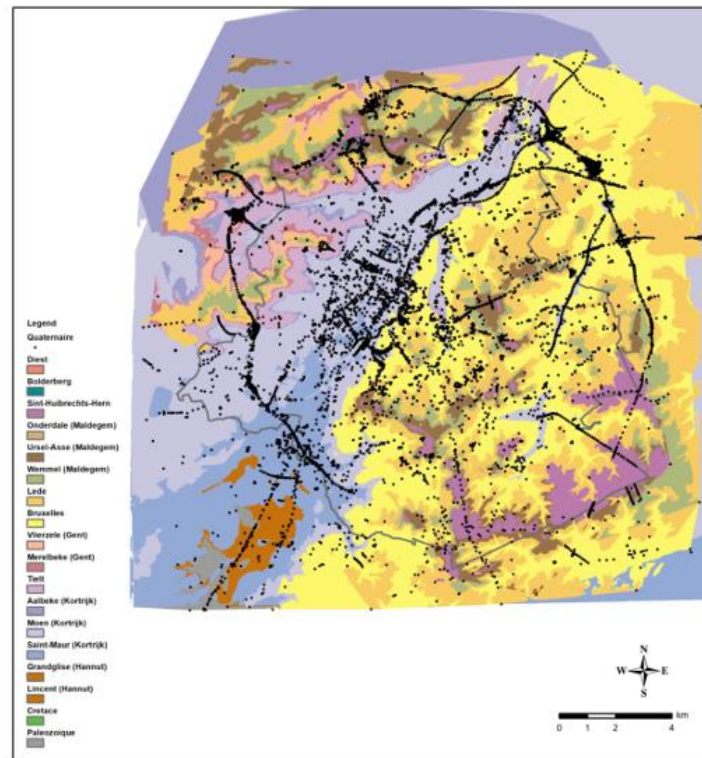 Legend
Quaternaire
Diest
Bolderberg
Sint-Huibrechts-Hern
Onderdale (Maldegem)
Ursel-Asse (Maldegem)
Wemmel (Maldegem)
Lede
Bruxelles
Vlierzele (Gent)
Merelbeke (Gent)
Tielt
Aalbeke (Kortrijk)
Moen (Kortrijk)
Saint-Maur (Kortrijk)
Grandglise (Hannut)
Lincent (Hannut)
Cretace
Paleozoique
N
W E
S
km
0 1 2 4